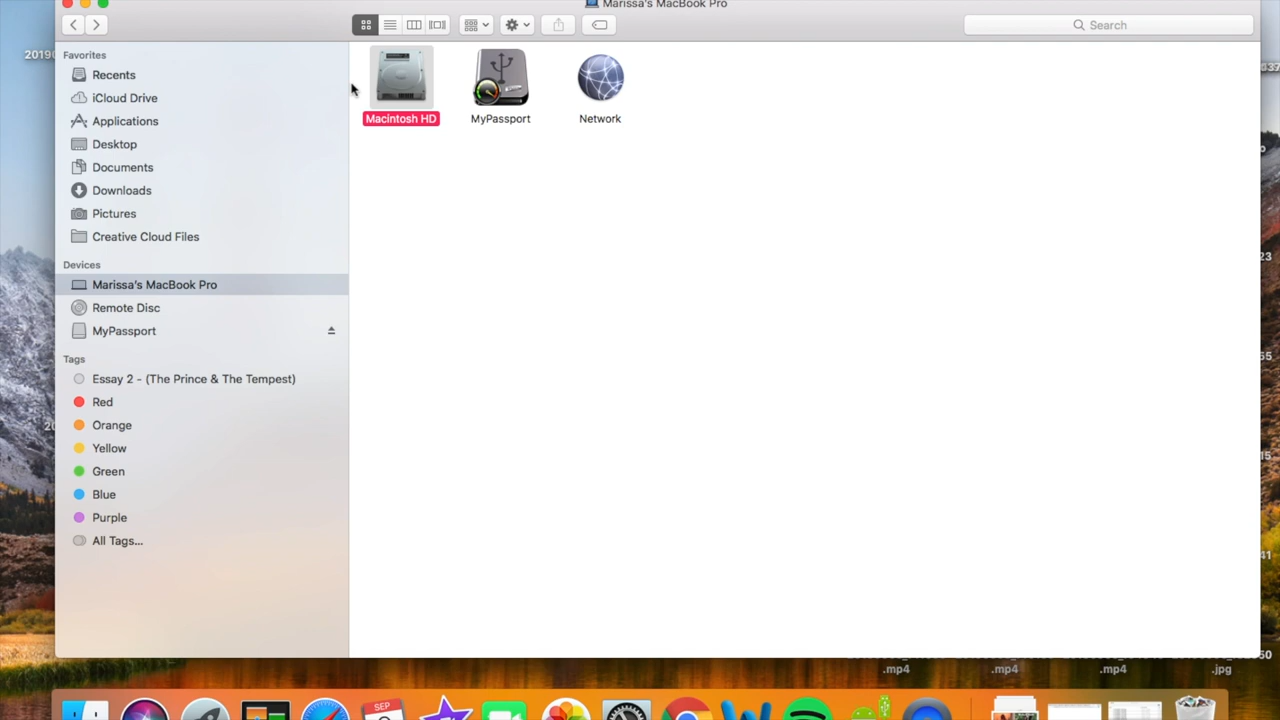 Marissa's MacBook Pro
Search
Favorites
Recents
iCloud Drive
Applications
Desktop
Documents
Downloads
Pictures
Creative Cloud Files
Devices
Marissa's MacBook Pro
Remote Disc
MyPassport
Tags
Essay 2 - (The Prince & The Tempest)
Red
Orange
Yellow
Green
Blue
Purple
All Tags...
Macintosh HD
MyPassport
Network
.mp4
.mp4
.mp4
.jpg
SEP